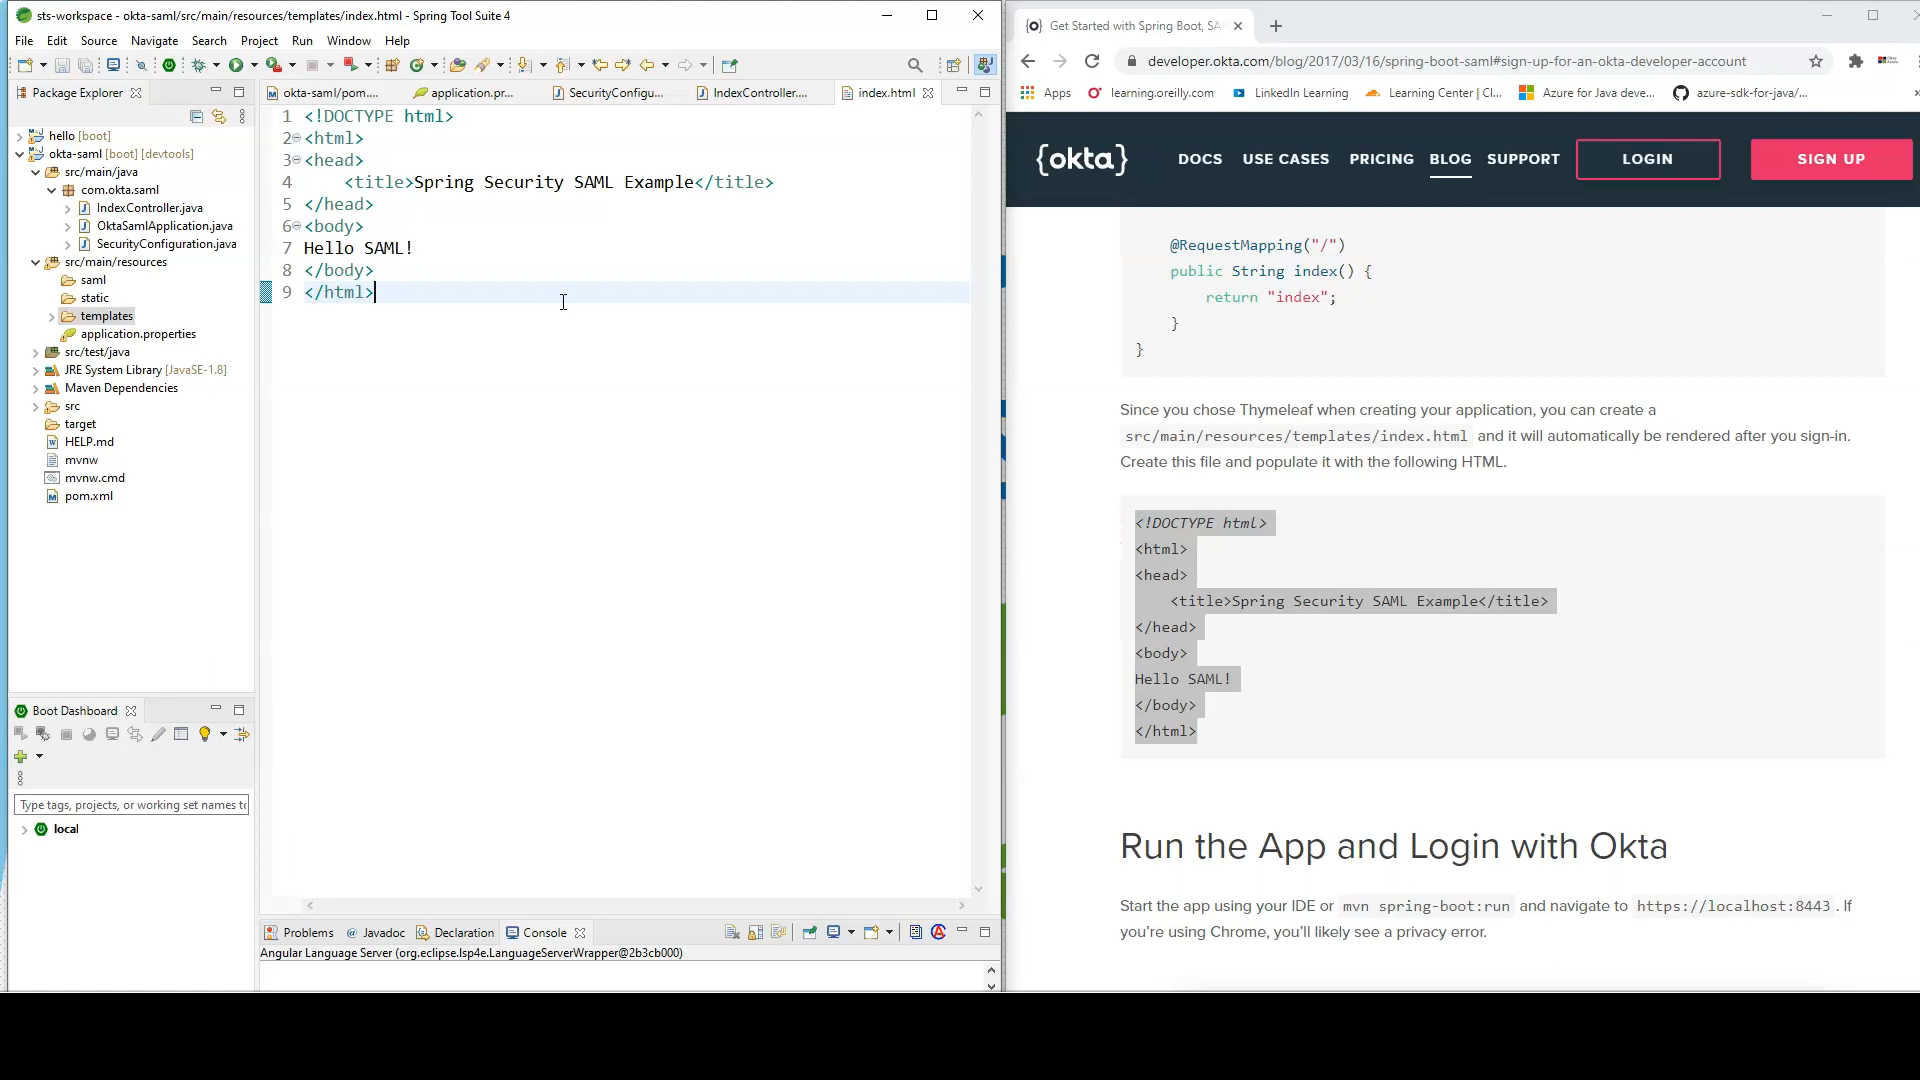 sts-workspace - okta-saml/src/main/resources/templates/index.html - Spring Tool Suite 4
File Edit Source Navigate Search Project Run Window Help
Package Explorer
hello [boot]
okta-saml [boot] [devtools]
src/main/java
com.okta.saml
IndexController.java
OktaSamlApplication.java
SecurityConfiguration.java
src/main/resources
saml
static
templates
application.properties
src/test/java
JRE System Library [JavaSE-1.8]
Maven Dependencies
src
target
HELP.md
mvnw
mvnw.cmd
pom.xml
Boot Dashboard
Type tags, projects, or working set names to
local
okta-saml/pom.... application.pr... SecurityConfigu... IndexController.... index.html
1 <!DOCTYPE html>
2 <html>
3 <head>
4 <title>Spring Security SAML Example</title>
5 </head>
6 <body>
7 Hello SAML!
8 </body>
9 </html>
Problems @ Javadoc Declaration Console
Angular Language Server (org.eclipse.lsp4e.LanguageServerWrapper@2b3cb000)
Get Started with Spring Boot, SA
developer.okta.com/blog/2017/03/16/spring-boot-saml#sign-up-for-an-okta-developer-account
Apps learning.oreilly.com LinkedIn Learning Learning Center | Cl... Azure for Java deve... azure-sdk-for-java/...
{okta} DOCS USE CASES PRICING BLOG SUPPORT LOGIN SIGN UP
@RequestMapping("/")
public String index() {
return "index";
}
}
Since you chose Thymeleaf when creating your application, you can create a
src/main/resources/templates/index.html and it will automatically be rendered after you sign-in.
Create this file and populate it with the following HTML.
<!DOCTYPE html>
<html>
<head>
<title>Spring Security SAML Example</title>
</head>
<body>
Hello SAML!
</body>
</html>
Run the App and Login with Okta
Start the app using your IDE or mvn spring-boot:run and navigate to https://localhost:8443 . If
you’re using Chrome, you’ll likely see a privacy error.